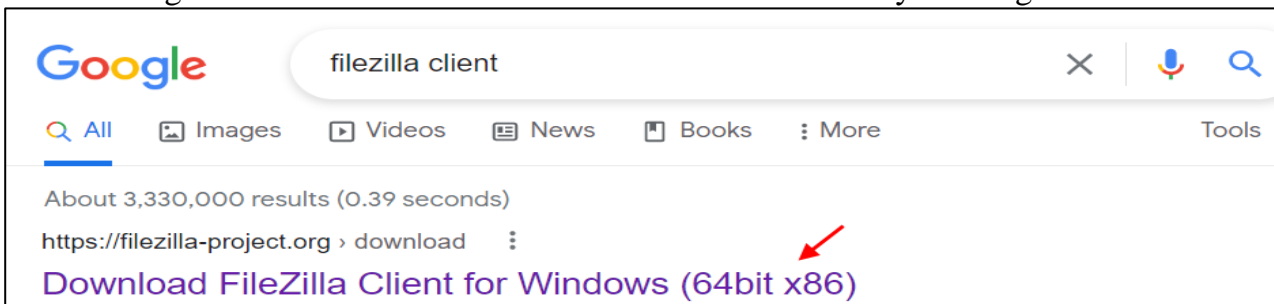 Google filezilla client
All Images Videos News Books More Tools
About 3,330,000 results (0.39 seconds)
https://filezilla-project.org › download
Download FileZilla Client for Windows (64bit x86)